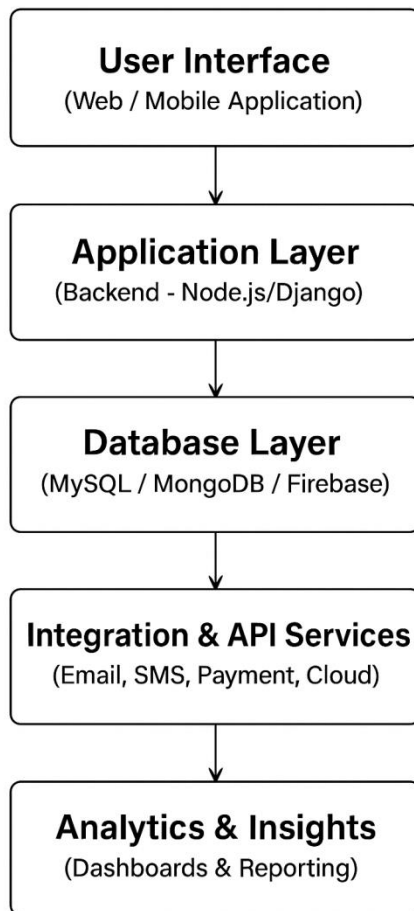 User Interface
(Web / Mobile Application)
Application Layer
(Backend - Node.js/Django)
Database Layer
(MySQL / MongoDB / Firebase)
Integration & API Services
(Email, SMS, Payment, Cloud)
Analytics & Insights
(Dashboards & Reporting)